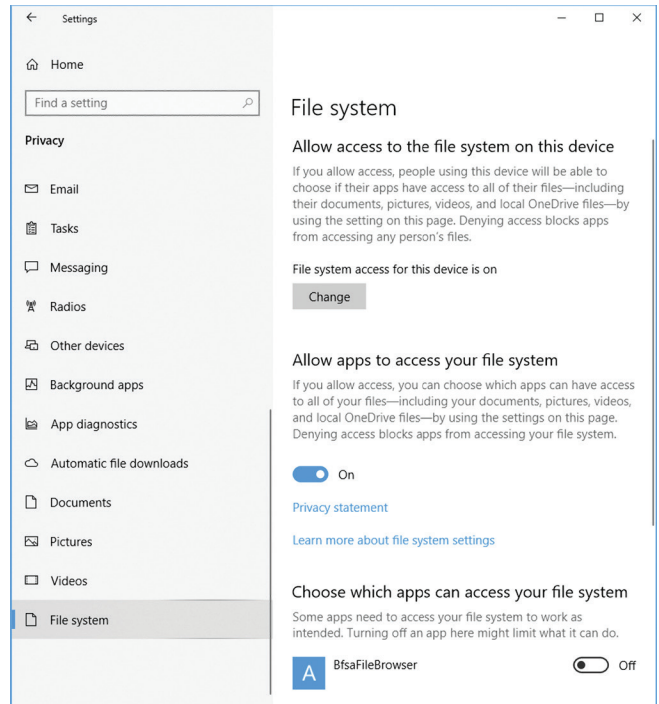 Settings
Home
Find a setting
Privacy
Email
Tasks
Messaging
Radios
Other devices
Background apps
App diagnostics
Automatic file downloads
Documents
Pictures
Videos
File system
File system
Allow access to the file system on this device
If you allow access, people using this device will be able to
choose if their apps have access to all of their files—including
their documents, pictures, videos, and local OneDrive files—by
using the setting on this page. Denying access blocks apps
from accessing any person's files.
File system access for this device is on
Change
Allow apps to access your file system
If you allow access, you can choose which apps can have access
to all of your files—including your documents, pictures, videos,
and local OneDrive files—by using the settings on this page.
Denying access blocks apps from accessing your file system.
On
Privacy statement
Learn more about file system settings
Choose which apps can access your file system
Some apps need to access your file system to work as
intended. Turning off an app here might limit what it can do.
A
BfsaFileBrowser
Off